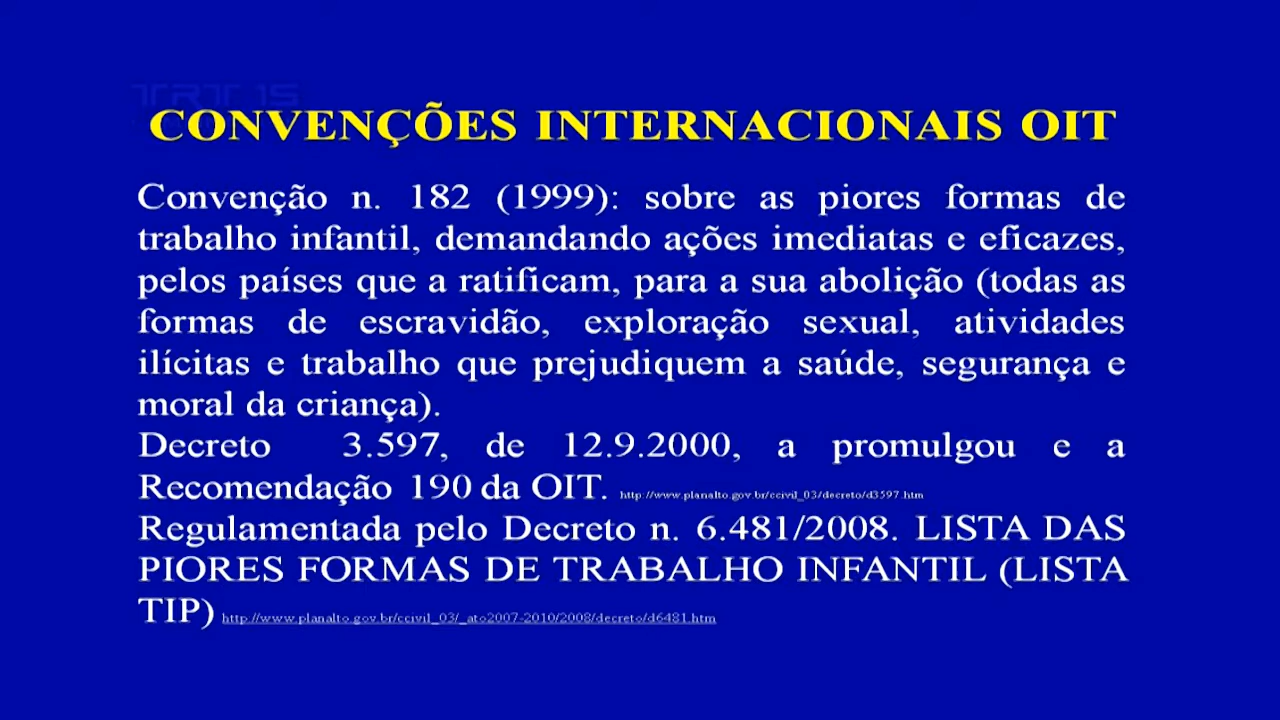 TRT 15
CONVENÇÕES INTERNACIONAIS OIT
Convenção n. 182 (1999): sobre as piores formas de
trabalho infantil, demandando ações imediatas e eficazes,
pelos países que a ratificam, para a sua abolição (todas as
formas de escravidão, exploração sexual, atividades
ilícitas e trabalho que prejudiquem a saúde, segurança e
moral da criança).
Decreto 3.597, de 12.9.2000, a promulgou e a
Recomendação 190 da OIT. http://www.planalto.gov.br/ccivil_03/decreto/d3597.htm
Regulamentada pelo Decreto n. 6.481/2008. LISTA DAS
PIORES FORMAS DE TRABALHO INFANTIL (LISTA
TIP) http://www.planalto.gov.br/ccivil_03/_ato2007-2010/2008/decreto/d6481.htm